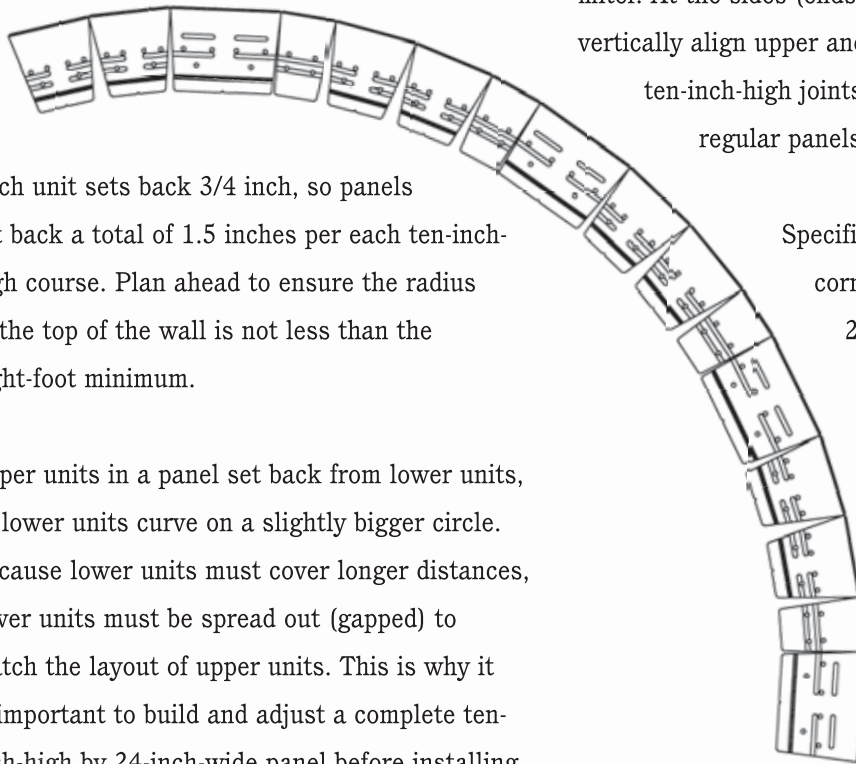 vertically align upper and
ten-inch-high joints
regular panels
ch unit sets back 3/4 inch, so panels
t back a total of 1.5 inches per each ten-inch-
gh course. Plan ahead to ensure the radius
the top of the wall is not less than the
ght-foot minimum.
Specifi
corn
2
per units in a panel set back from lower units,
lower units curve on a slightly bigger circle.
cause lower units must cover longer distances,
wer units must be spread out (gapped) to
atch the layout of upper units. This is why it
important to build and adjust a complete ten-
ch-high by 24-inch-wide panel before installing